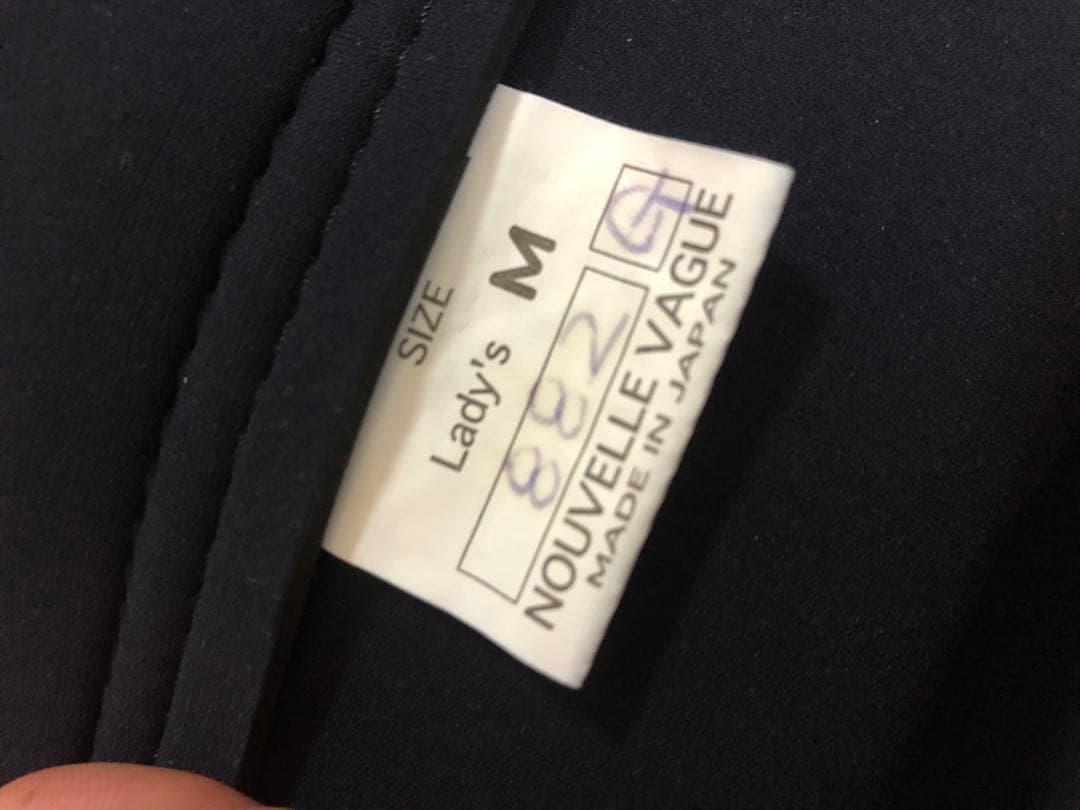 SIZE
Lady's M
882
NOUVELLE VAGUE
MADE IN JAPAN